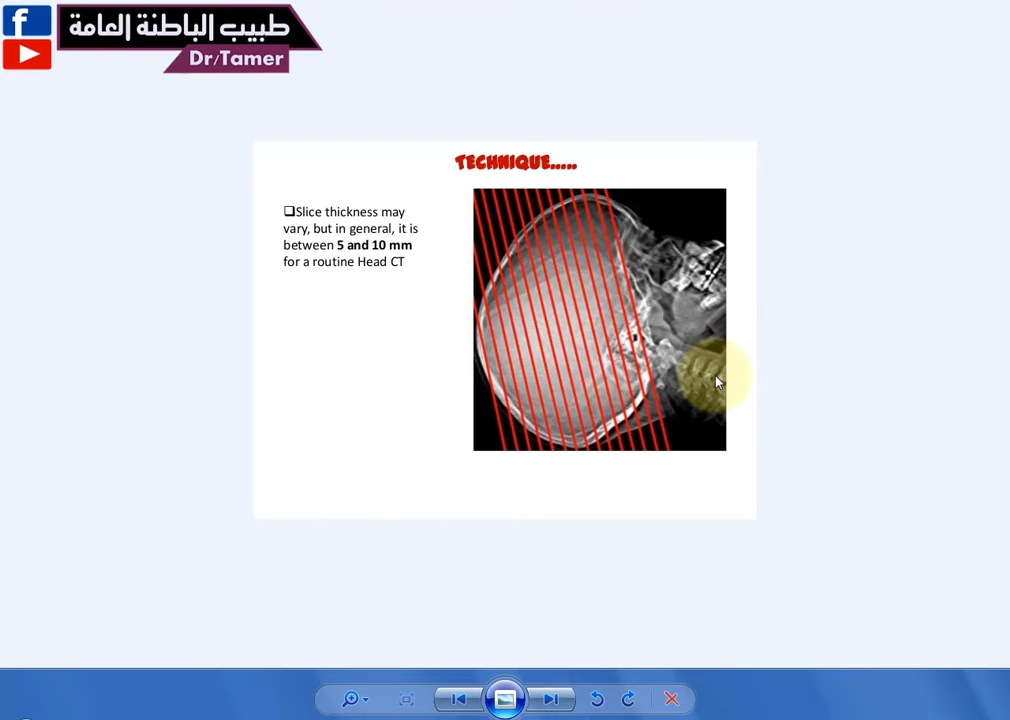 طبيب الباطنة العامة
Dr/Tamer
TECHNIQUE.....
❑Slice thickness may
vary, but in general, it is
between 5 and 10 mm
for a routine Head CT